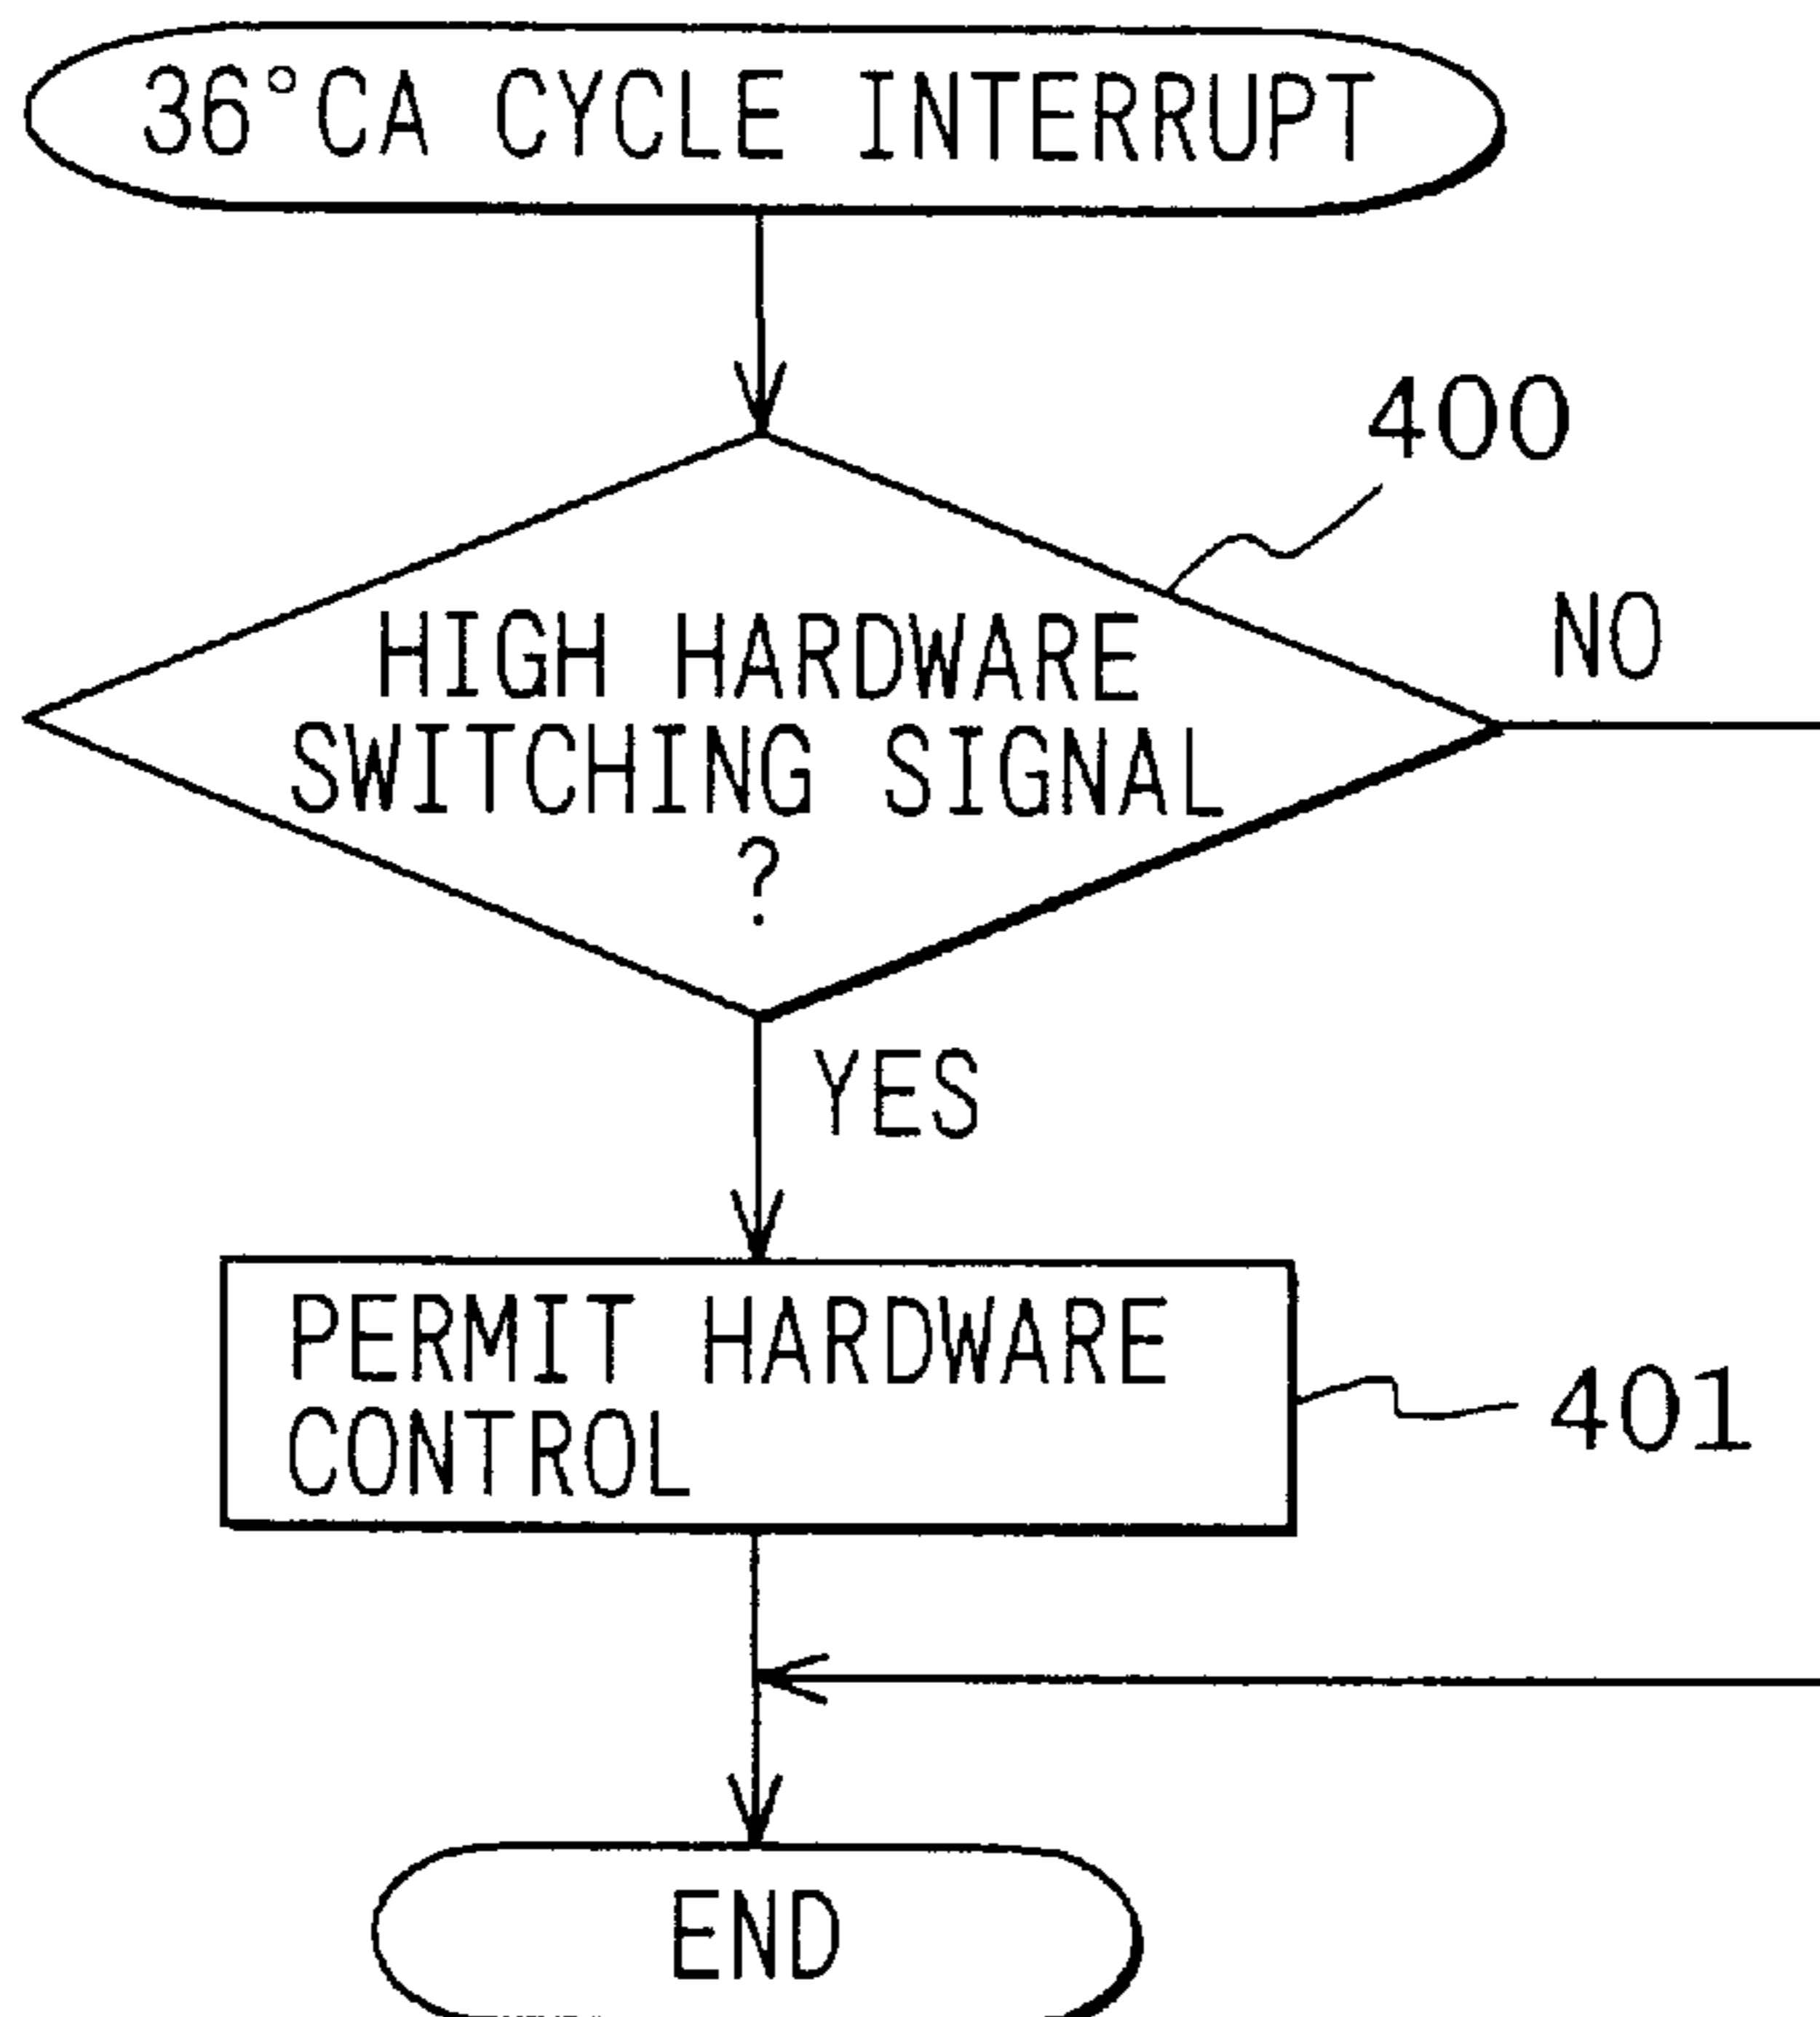 36°CA CYCLE INTERRUPT
400
HIGH HARDWARE
SWITCHING SIGNAL
?
NO
YES
PERMIT HARDWARE
CONTROL
401
END